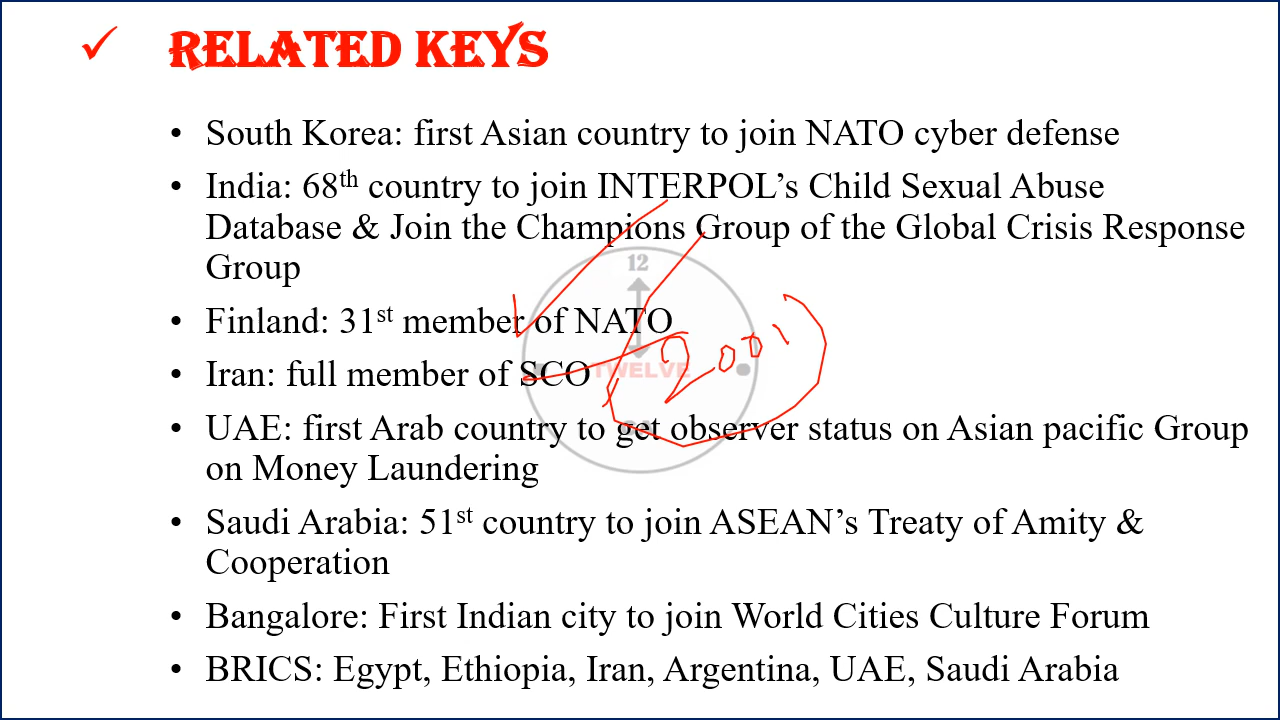 ✓ RELATED KEYS
• South Korea: first Asian country to join NATO cyber defense
• India: 68th country to join INTERPOL’s Child Sexual Abuse
Database & Join the Champions Group of the Global Crisis Response
Group
12
• Finland: 31st member of NATO
2001
• Iran: full member of SCO
TWELVE
• UAE: first Arab country to get observer status on Asian pacific Group
on Money Laundering
• Saudi Arabia: 51st country to join ASEAN’s Treaty of Amity &
Cooperation
• Bangalore: First Indian city to join World Cities Culture Forum
• BRICS: Egypt, Ethiopia, Iran, Argentina, UAE, Saudi Arabia